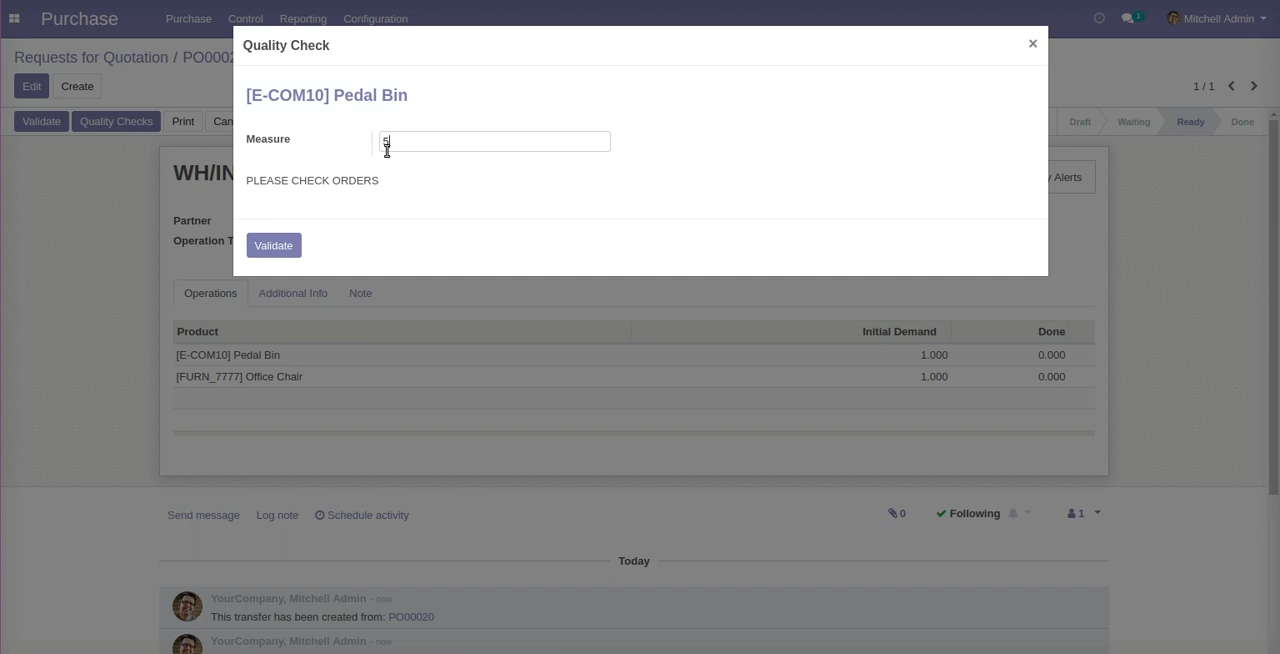 Purchase
Purchase Control Reporting Configuration
1
Mitchell Admin
Quality Check
×
Requests for Quotation / PO0002
Edit Create
1 / 1
[E-COM10] Pedal Bin
Validate Quality Checks Print Can
Draft Waiting Ready Done
Measure 5
WH/IN
y Alerts
PLEASE CHECK ORDERS
Partner
Operation T
Validate
Operations Additional Info Note
Product Initial Demand Done
[E-COM10] Pedal Bin 1.000 0.000
[FURN_7777] Office Chair 1.000 0.000
Send message Log note Schedule activity
0 Following 1
Today
YourCompany, Mitchell Admin - now
This transfer has been created from: PO00020
YourCompany, Mitchell Admin - now